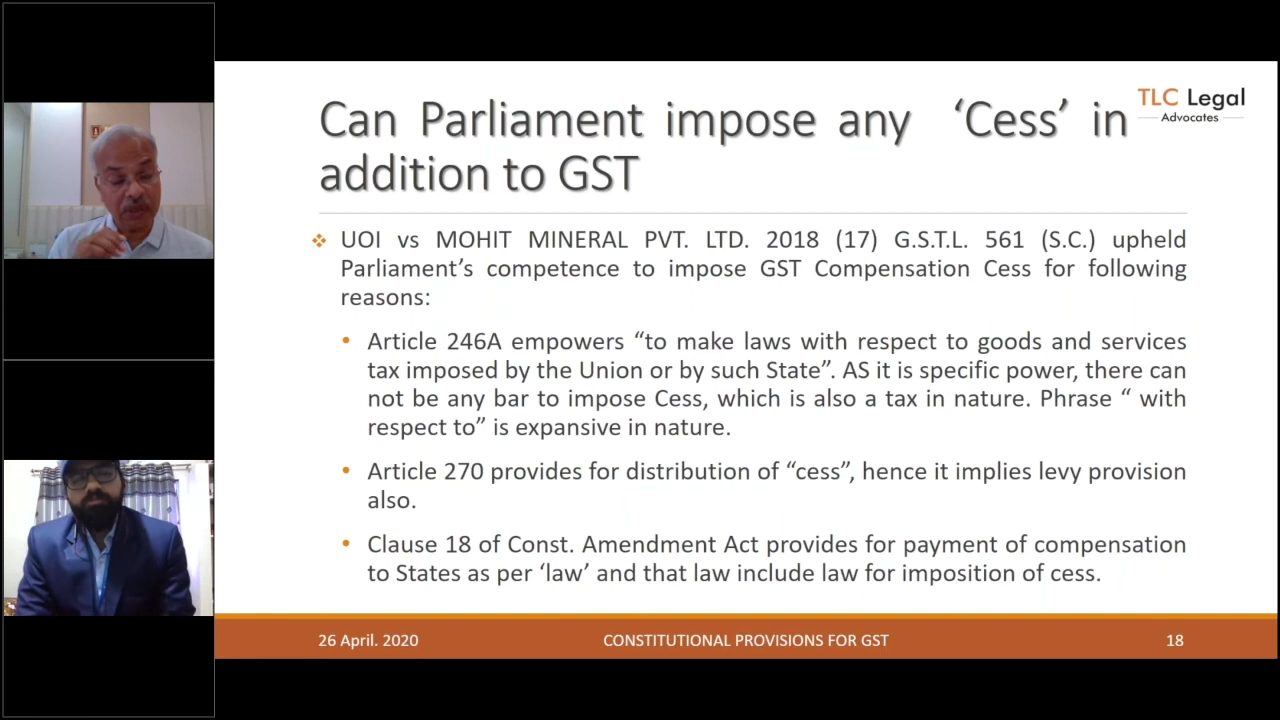 Can Parliament impose any ‘Cess’ in
addition to GST
TLC Legal
Advocates
UOI vs MOHIT MINERAL PVT. LTD. 2018 (17) G.S.T.L. 561 (S.C.) upheld
Parliament’s competence to impose GST Compensation Cess for following
reasons:
• Article 246A empowers “to make laws with respect to goods and services
tax imposed by the Union or by such State”. AS it is specific power, there can
not be any bar to impose Cess, which is also a tax in nature. Phrase “ with
respect to” is expansive in nature.
• Article 270 provides for distribution of “cess”, hence it implies levy provision
also.
• Clause 18 of Const. Amendment Act provides for payment of compensation
to States as per ‘law’ and that law include law for imposition of cess.
26 April. 2020
CONSTITUTIONAL PROVISIONS FOR GST
18